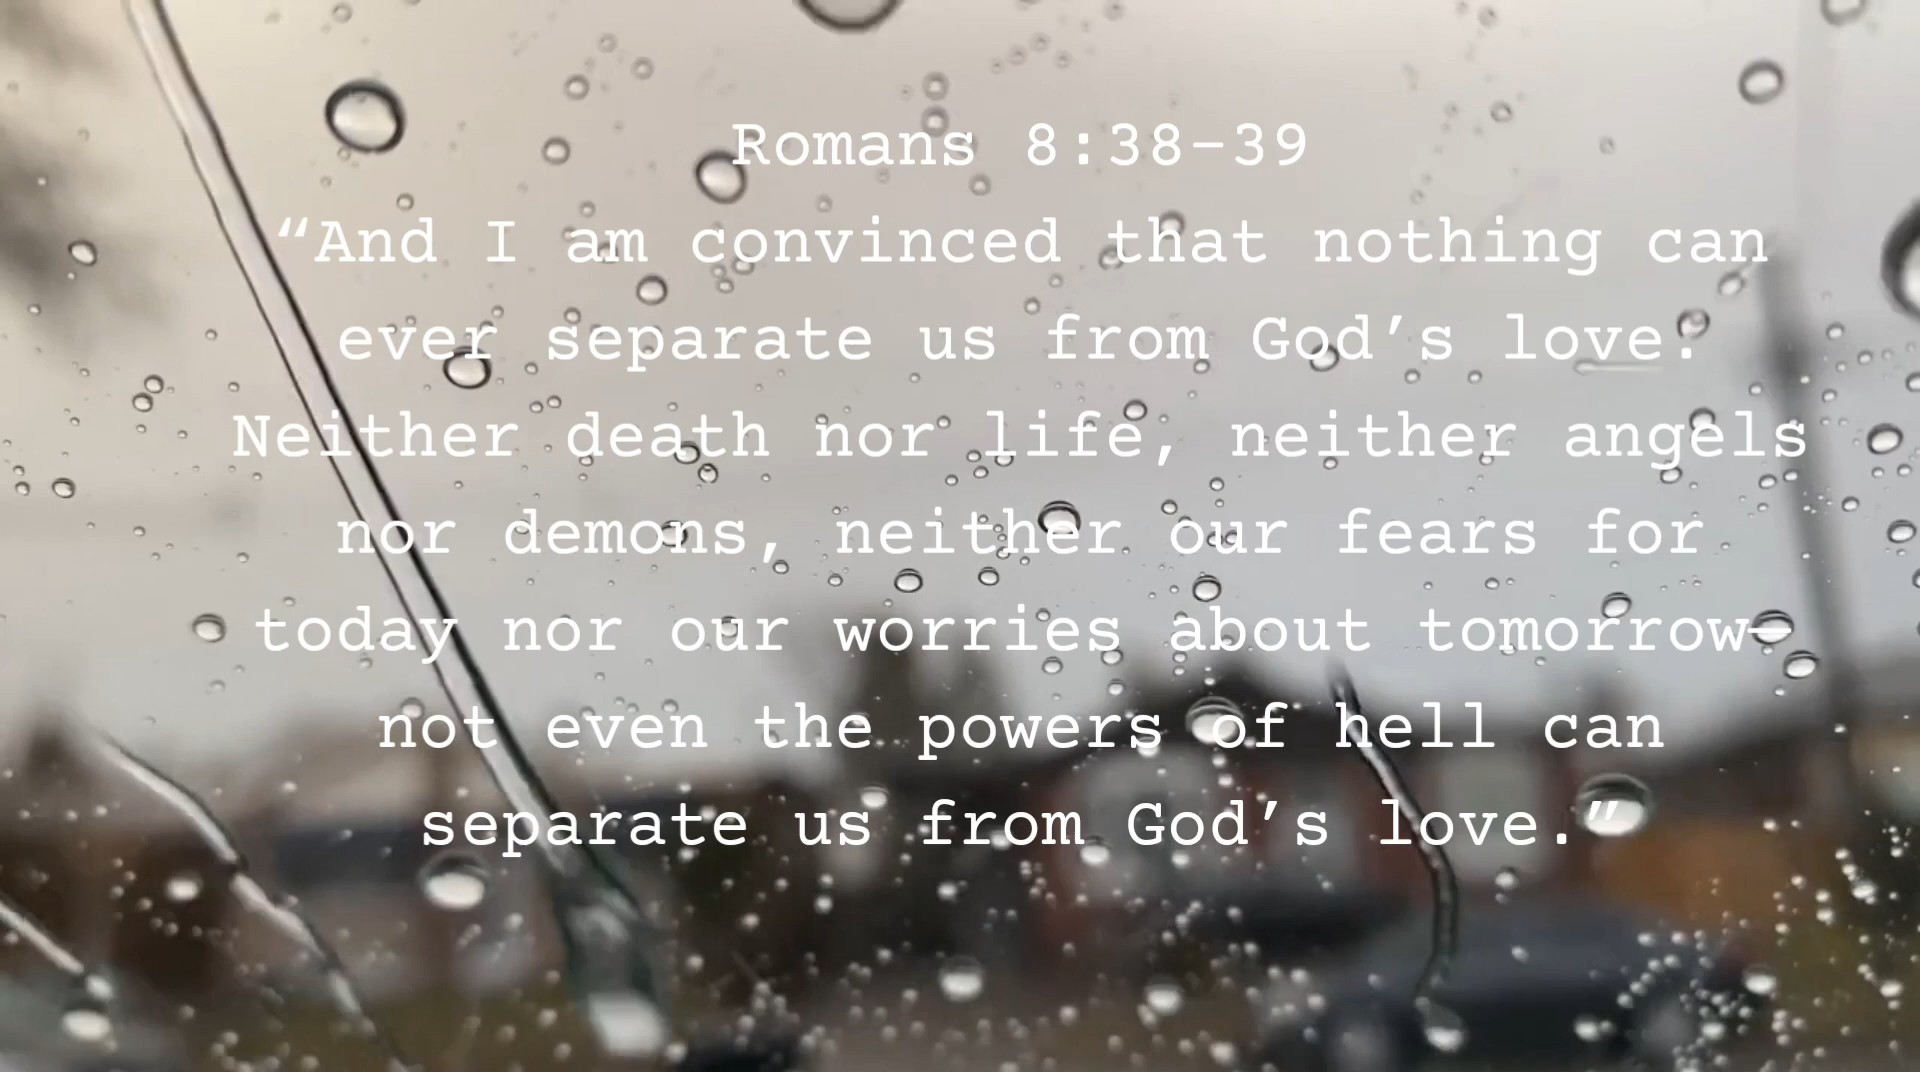 Romans 8:38-39
“And I am convinced that nothing can
ever separate us from God’s love.
Neither death nor life, neither angels
nor demons, neither our fears for
today nor our worries about tomorrow—
not even the powers of hell can
separate us from God’s love.”